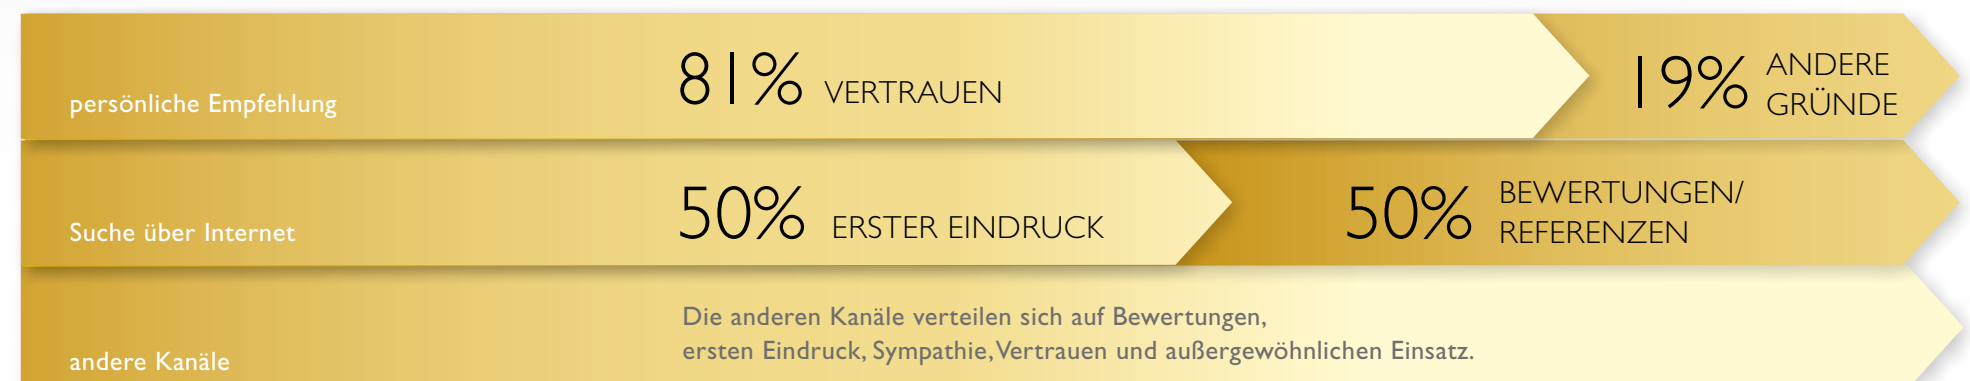 persönliche Empfehlung
81% VERTRAUEN
19% ANDERE
GRÜNDE
Suche über Internet
50% ERSTER EINDRUCK
50% BEWERTUNGEN/
REFERENZEN
andere Kanäle
Die anderen Kanäle verteilen sich auf Bewertungen,
ersten Eindruck, Sympathie, Vertrauen und außergewöhnlichen Einsatz.